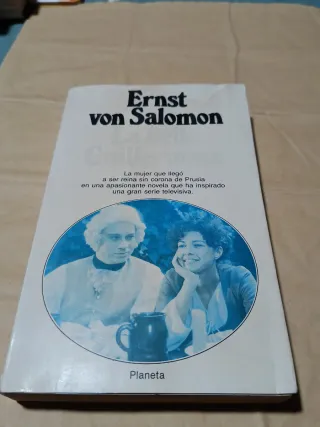 Ernst
von Salomon
La mujer que llegó
a ser reina sin corona de Prusia
en una apasionante novela que ha inspirado
una gran serie televisiva.
Planeta